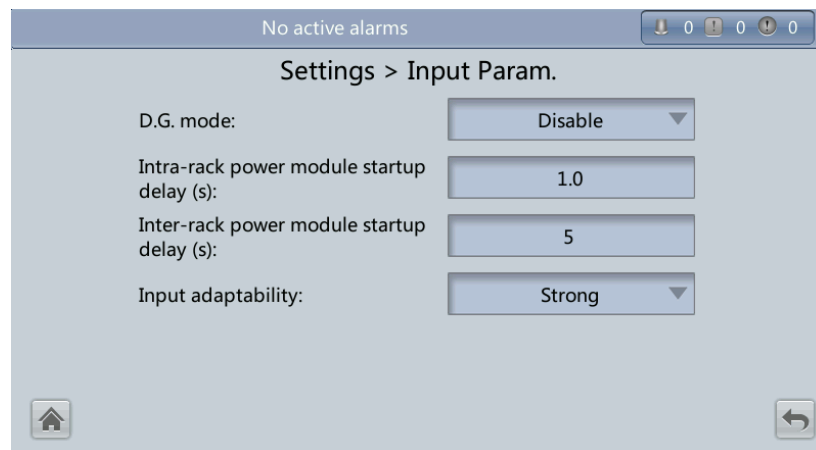 No active alarms
0 0 0
Settings > Input Param.
D.G. mode:
Disable
Intra-rack power module startup
delay (s):
1.0
Inter-rack power module startup
delay (s):
5
Input adaptability:
Strong